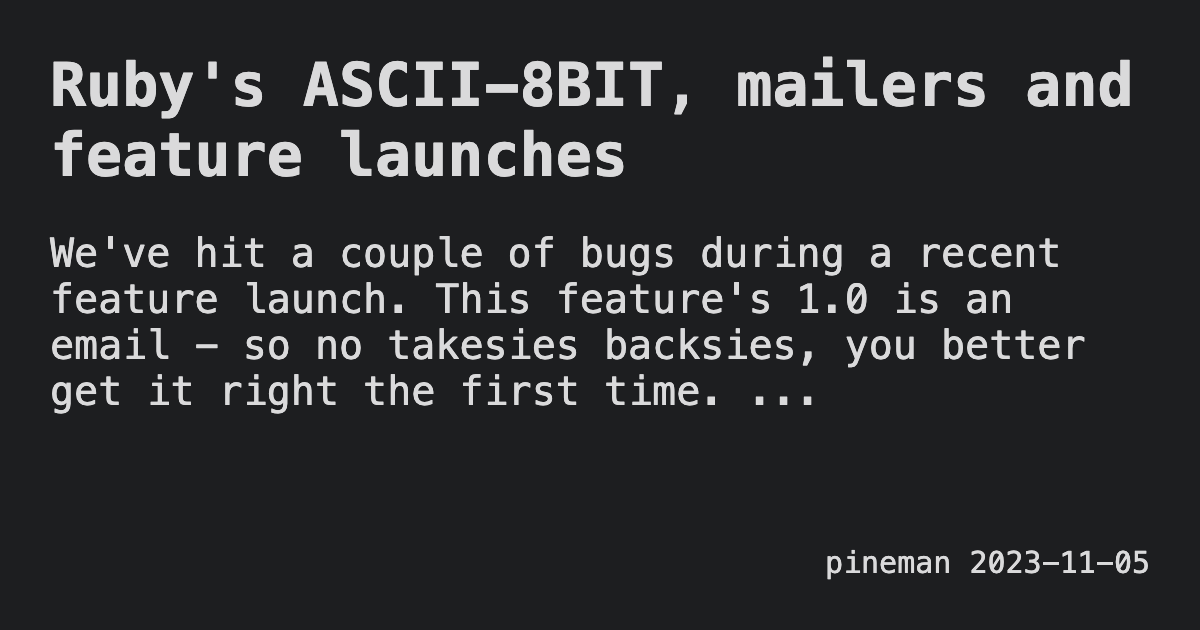 Ruby's ASCII-8BIT, mailers and
feature launches
We've hit a couple of bugs during a recent
feature launch. This feature's 1.0 is an
email — so no takesies backsies, you better
get it right the first time. ...
pineman 2023-11-05